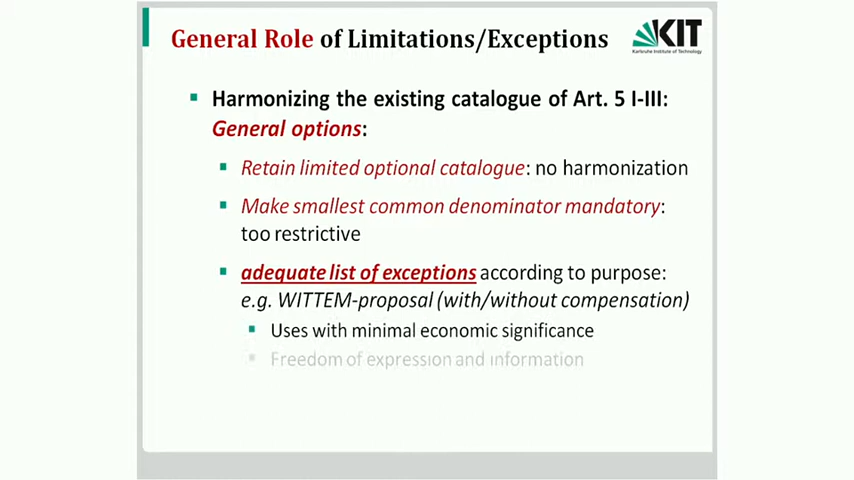 General Role of Limitations/Exceptions
KIT
Karlsruhe Institute of Technology
Harmonizing the existing catalogue of Art. 5 I-III:
General options:
Retain limited optional catalogue: no harmonization
Make smallest common denominator mandatory:
too restrictive
adequate list of exceptions according to purpose:
e.g. WITTEM-proposal (with/without compensation)
Uses with minimal economic significance
Freedom of expression and information